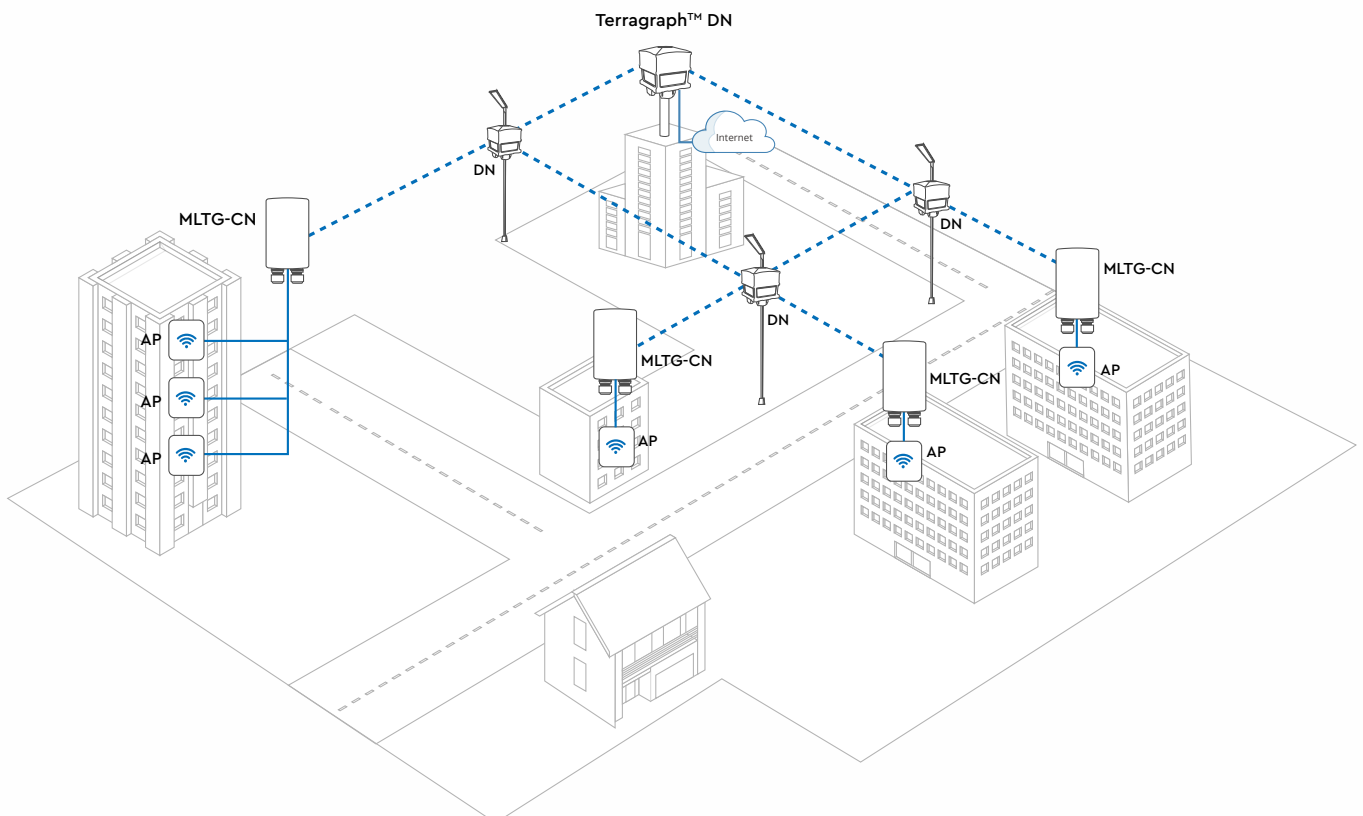 Terragraph™ DN
Internet
DN
DN
MLTG-CN
MLTG-CN
DN
AP
MLTG-CN
AP
MLTG-CN
AP
AP
AP
AP